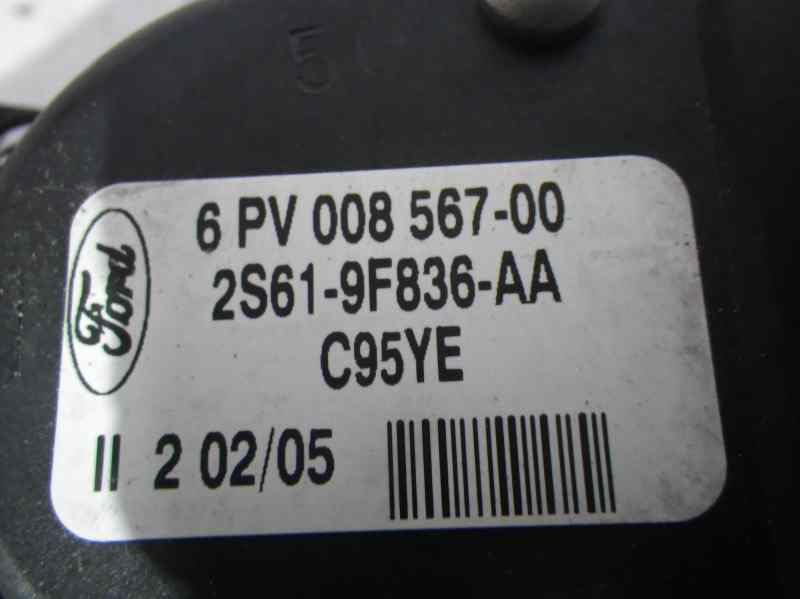 5
Ford
6 PV 008 567-00
2S61-9F836-AA
C95YE
II 2 02/05